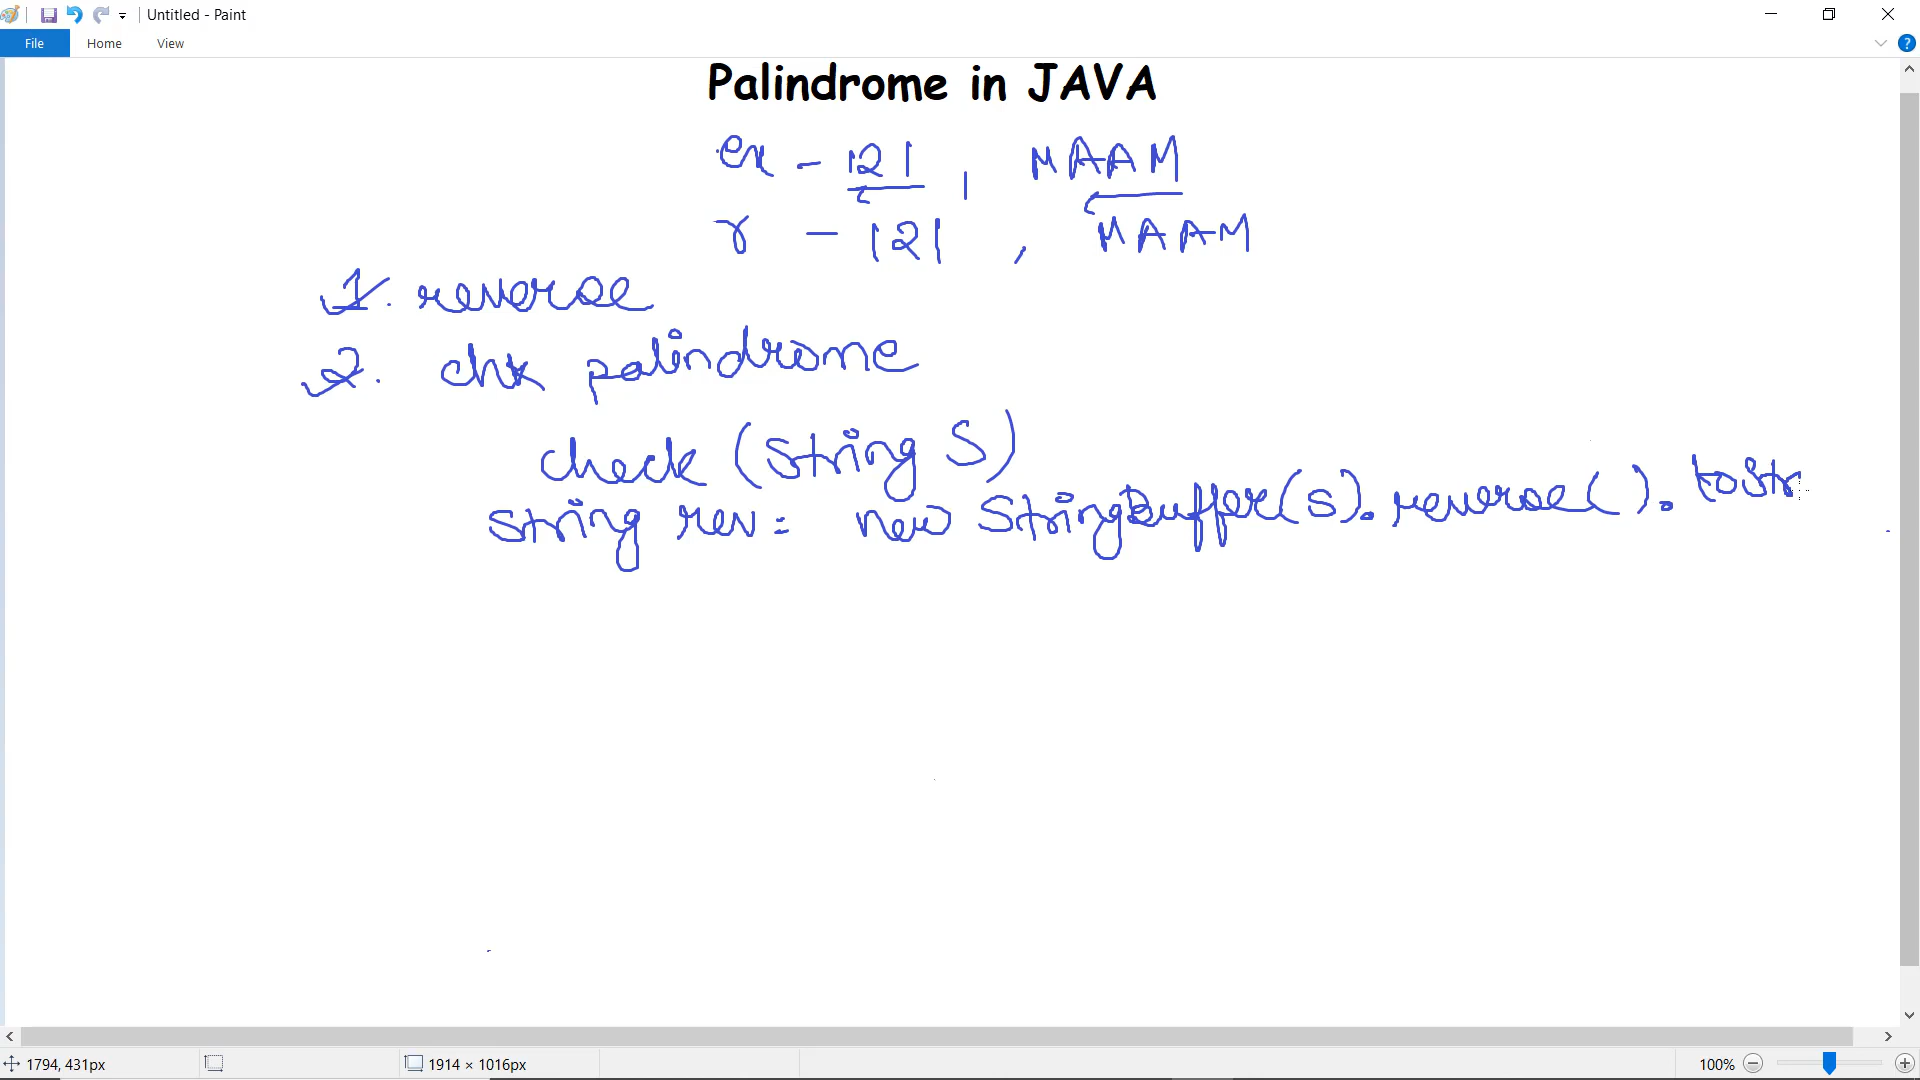 Untitled - Paint
File Home View
Palindrome in JAVA
ex - 121, MAAM
r - 121, MAAM
1. reverse
2. chk palindrome
check (String S)
String rev = new StringBuffer(s).reverse().toStr
1794, 431px 1914 × 1016px 100%